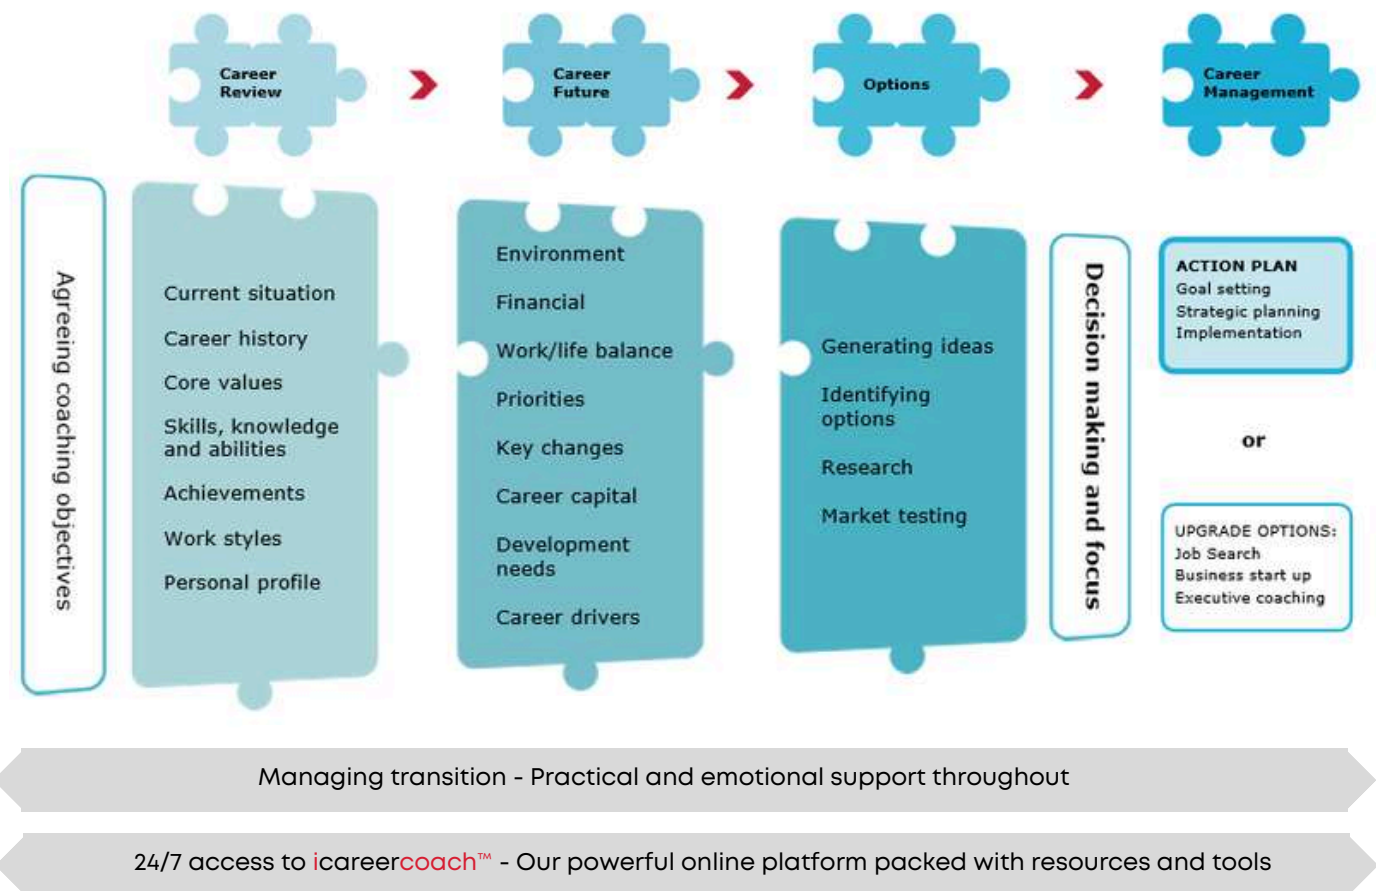 Career
Review
Career
Future
Options
Career
Management
Agreeing coaching objectives
Current situation
Career history
Core values
Skills, knowledge
and abilities
Achievements
Work styles
Personal profile
Environment
Financial
Work/life balance
Priorities
Key changes
Career capital
Development
needs
Career drivers
Generating ideas
Identifying
options
Research
Market testing
Decision making and focus
ACTION PLAN
Goal setting
Strategic planning
Implementation
or
UPGRADE OPTIONS:
Job Search
Business start up
Executive coaching
Managing transition - Practical and emotional support throughout
24/7 access to icareercoach™ - Our powerful online platform packed with resources and tools